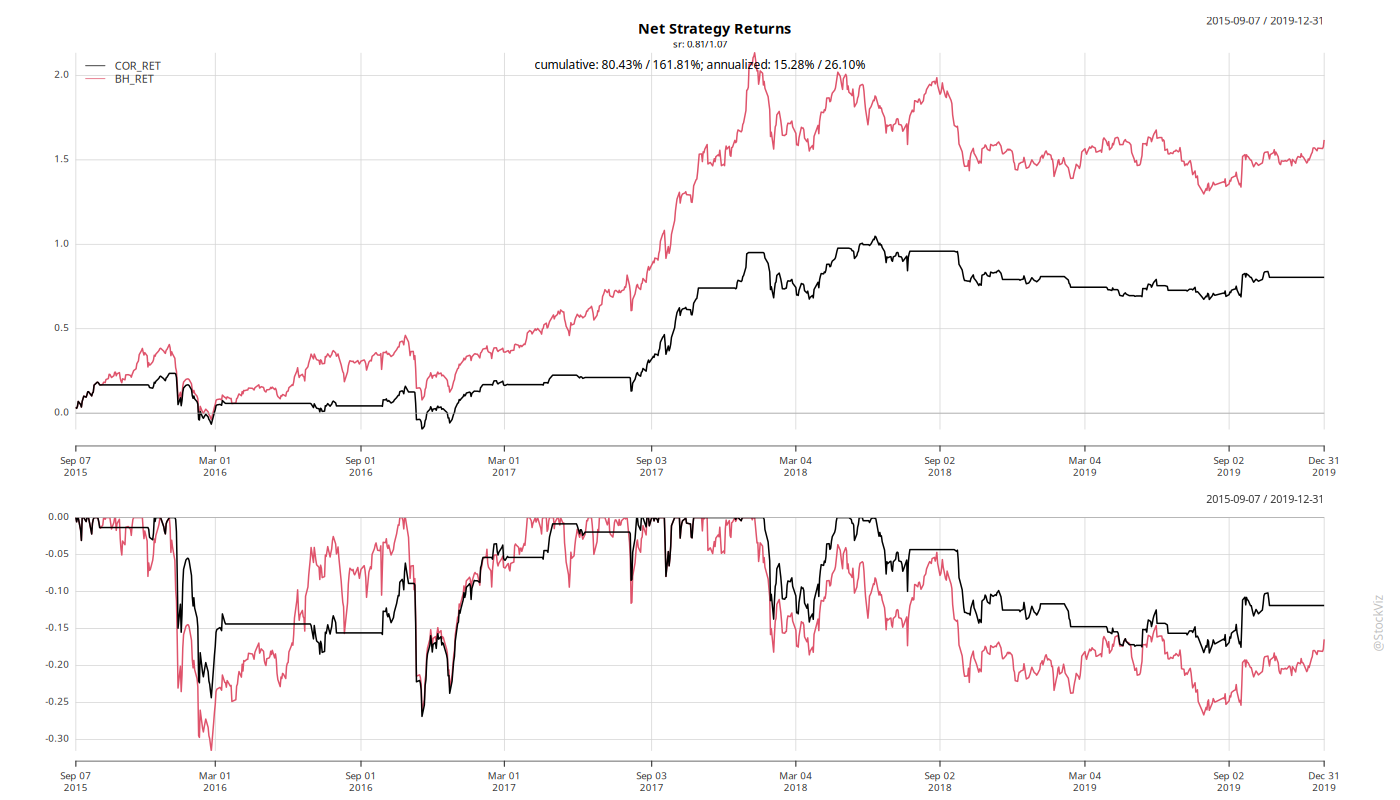 Net Strategy Returns
2015-09-07 / 2019-12-31
sr: 0.81/1.07
cumulative: 80.43% / 161.81%; annualized: 15.28% / 26.10%
COR_RET
BH_RET
2.0
1.5
1.0
0.5
0.0
Sep 07 Mar 01 Sep 01 Mar 01 Sep 03 Mar 04 Sep 02 Mar 04 Sep 02 Dec 31
2015 2016 2016 2017 2017 2018 2018 2019 2019 2019
2015-09-07 / 2019-12-31
0.00
-0.05
-0.10
-0.15
-0.20
-0.25
-0.30
Sep 07 Mar 01 Sep 01 Mar 01 Sep 03 Mar 04 Sep 02 Mar 04 Sep 02 Dec 31
2015 2016 2016 2017 2017 2018 2018 2019 2019 2019
@StockViz